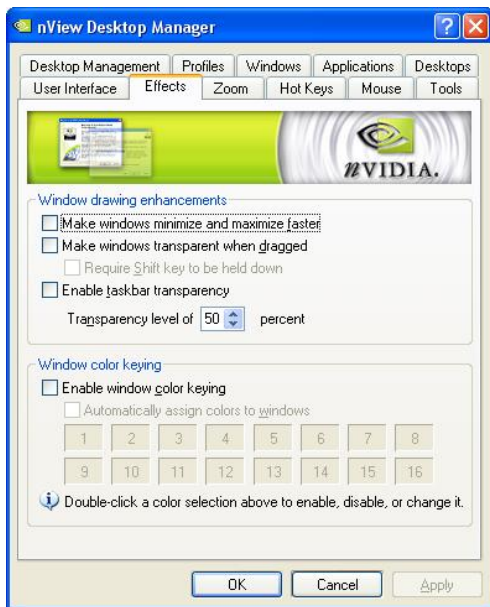 nView Desktop Manager
Desktop Management Profiles Windows Applications Desktops
User Interface Effects Zoom Hot Keys Mouse Tools
nVIDIA.
Window drawing enhancements
Make windows minimize and maximize faster
Make windows transparent when dragged
Require Shift key to be held down
Enable taskbar transparency
Transparency level of 50 percent
Window color keying
Enable window color keying
Automatically assign colors to windows
1 2 3 4 5 6 7 8
9 10 11 12 13 14 15 16
Double-click a color selection above to enable, disable, or change it.
OK Cancel Apply